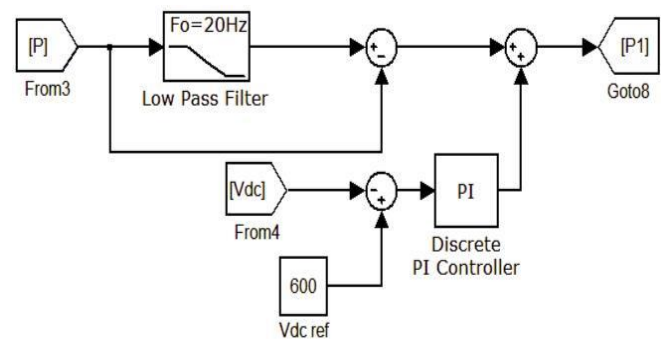 [P]
From3
Fo=20Hz
Low Pass Filter
+
-
+
+
[P1]
Goto8
[Vdc]
From4
-
+
PI
Discrete
PI Controller
600
Vdc ref